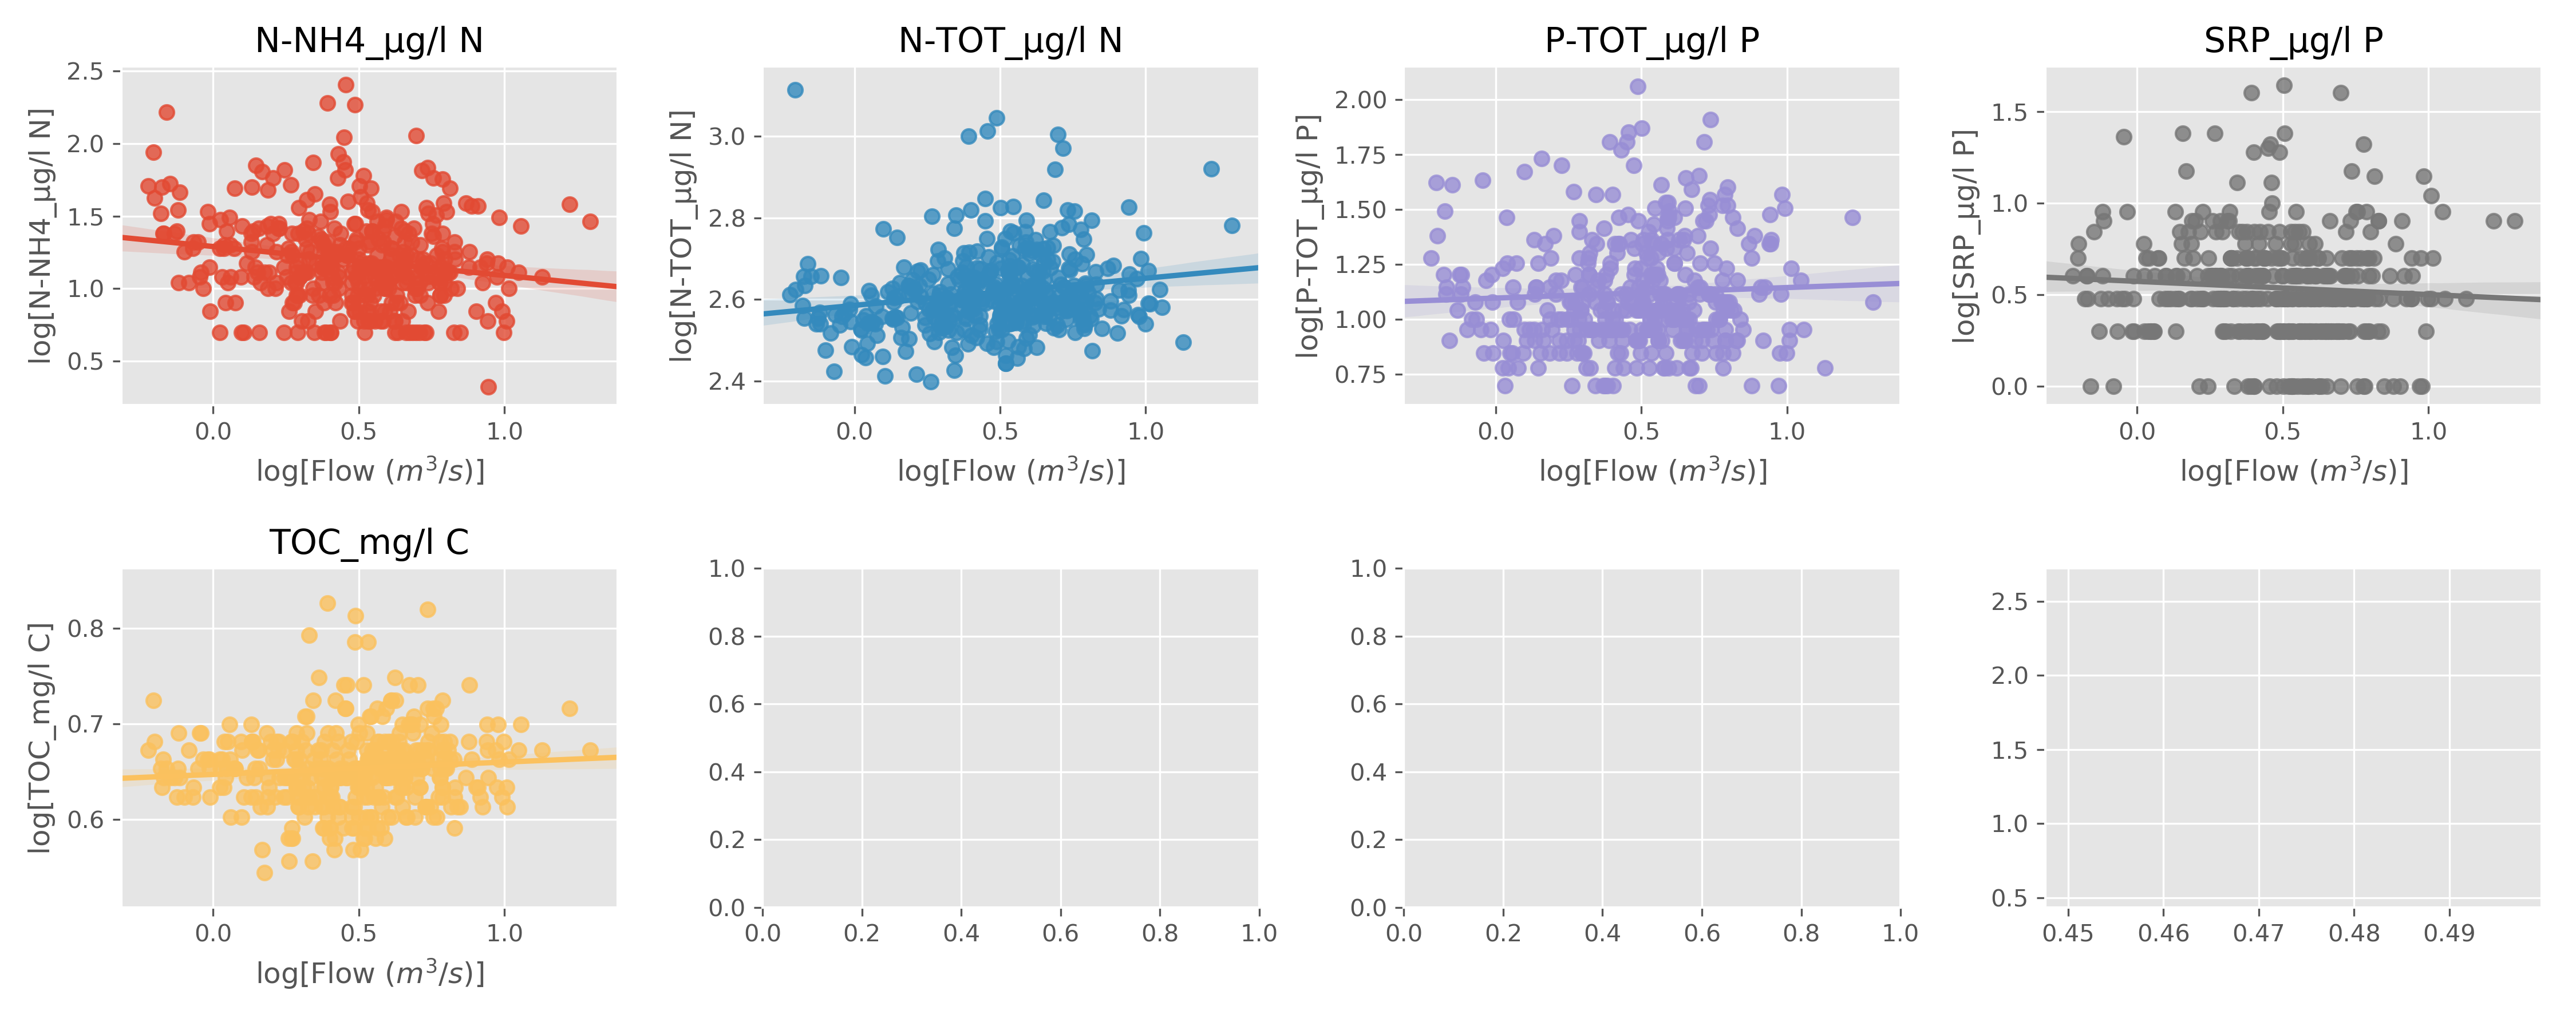 N-NH4_µg/l N
N-TOT_µg/l N
P-TOT_µg/l P
SRP_µg/l P
log[N-NH4_µg/l N]
2.5
2.0
1.5
1.0
0.5
0.0 0.5 1.0
log[Flow (m³/s)]
log[N-TOT_µg/l N]
3.0
2.8
2.6
2.4
0.0 0.5 1.0
log[Flow (m³/s)]
log[P-TOT_µg/l P]
2.00
1.75
1.50
1.25
1.00
0.75
0.0 0.5 1.0
log[Flow (m³/s)]
log[SRP_µg/l P]
1.5
1.0
0.5
0.0
0.0 0.5 1.0
log[Flow (m³/s)]
TOC_mg/l C
log[TOC_mg/l C]
0.8
0.7
0.6
0.0 0.5 1.0
log[Flow (m³/s)]
1.0
0.8
0.6
0.4
0.2
0.0
0.0 0.2 0.4 0.6 0.8 1.0
1.0
0.8
0.6
0.4
0.2
0.0
0.0 0.2 0.4 0.6 0.8 1.0
2.5
2.0
1.5
1.0
0.5
0.45 0.46 0.47 0.48 0.49